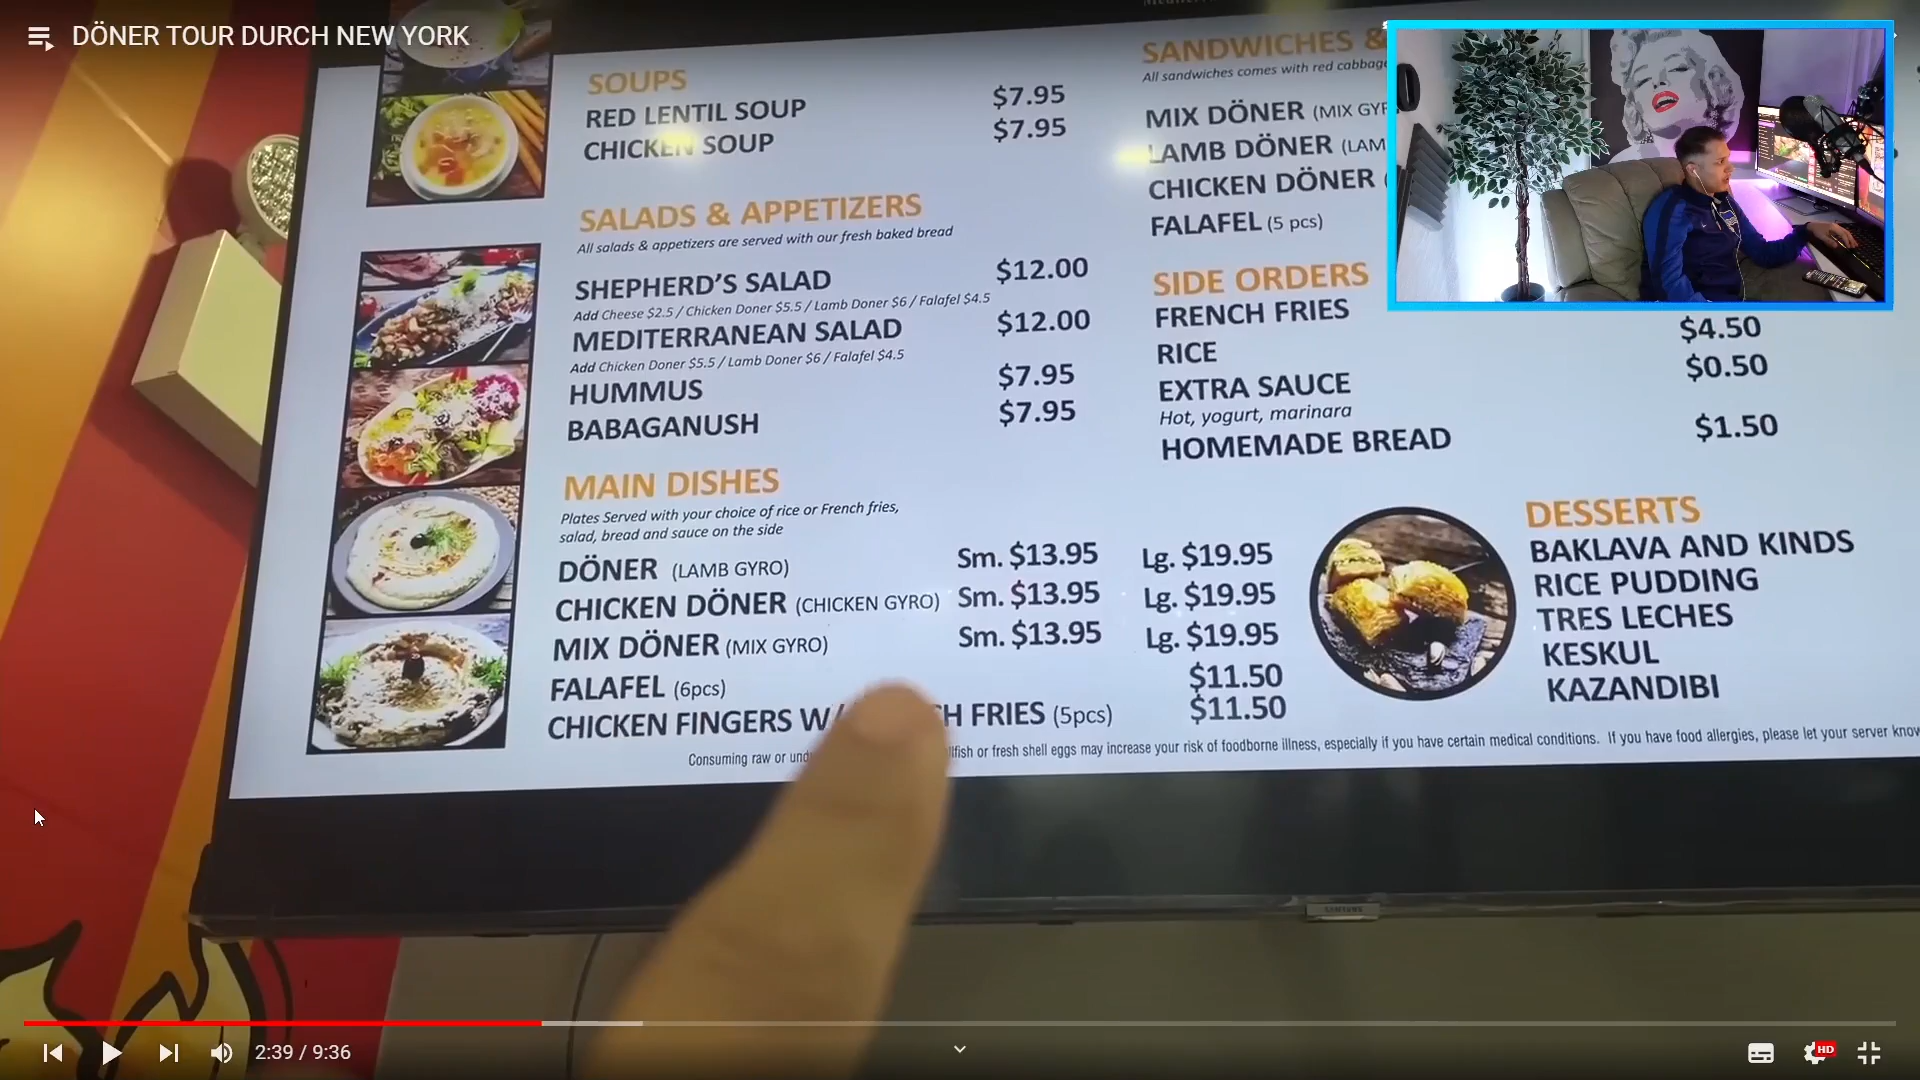 DÖNER TOUR DURCH NEW YORK
SOUPS
RED LENTIL SOUP $7.95
CHICKEN SOUP $7.95
SALADS & APPETIZERS
All salads & appetizers are served with our fresh baked bread
SHEPHERD'S SALAD $12.00
Add Cheese $2.5 / Chicken Doner $5.5 / Lamb Doner $6 / Falafel $4.5
MEDITERRANEAN SALAD $12.00
Add Chicken Doner $5.5 / Lamb Doner $6 / Falafel $4.5
HUMMUS $7.95
BABAGANUSH $7.95
MAIN DISHES
Plates Served with your choice of rice or French fries,
salad, bread and sauce on the side
DÖNER (LAMB GYRO) Sm. $13.95 Lg. $19.95
CHICKEN DÖNER (CHICKEN GYRO) Sm. $13.95 Lg. $19.95
MIX DÖNER (MIX GYRO) Sm. $13.95 Lg. $19.95
FALAFEL (6pcs) $11.50
CHICKEN FINGERS W/ FRIES (5pcs) $11.50
SANDWICHES &
All sandwiches comes with red cabbage
MIX DÖNER (MIX
LAMB DÖNER
CHICKEN DÖNER
FALAFEL (5 pcs)
SIDE ORDERS
FRENCH FRIES
RICE $4.50
EXTRA SAUCE $0.50
Hot, yogurt, marinara
HOMEMADE BREAD $1.50
DESSERTS
BAKLAVA AND KINDS
RICE PUDDING
TRES LECHES
KESKUL
KAZANDIBI
Consuming raw or or fresh shell eggs may increase your risk of foodborne illness, especially if you have certain medical conditions. If you have food allergies, please let your server know
SAMSUNG
2:39 / 9:36
HD